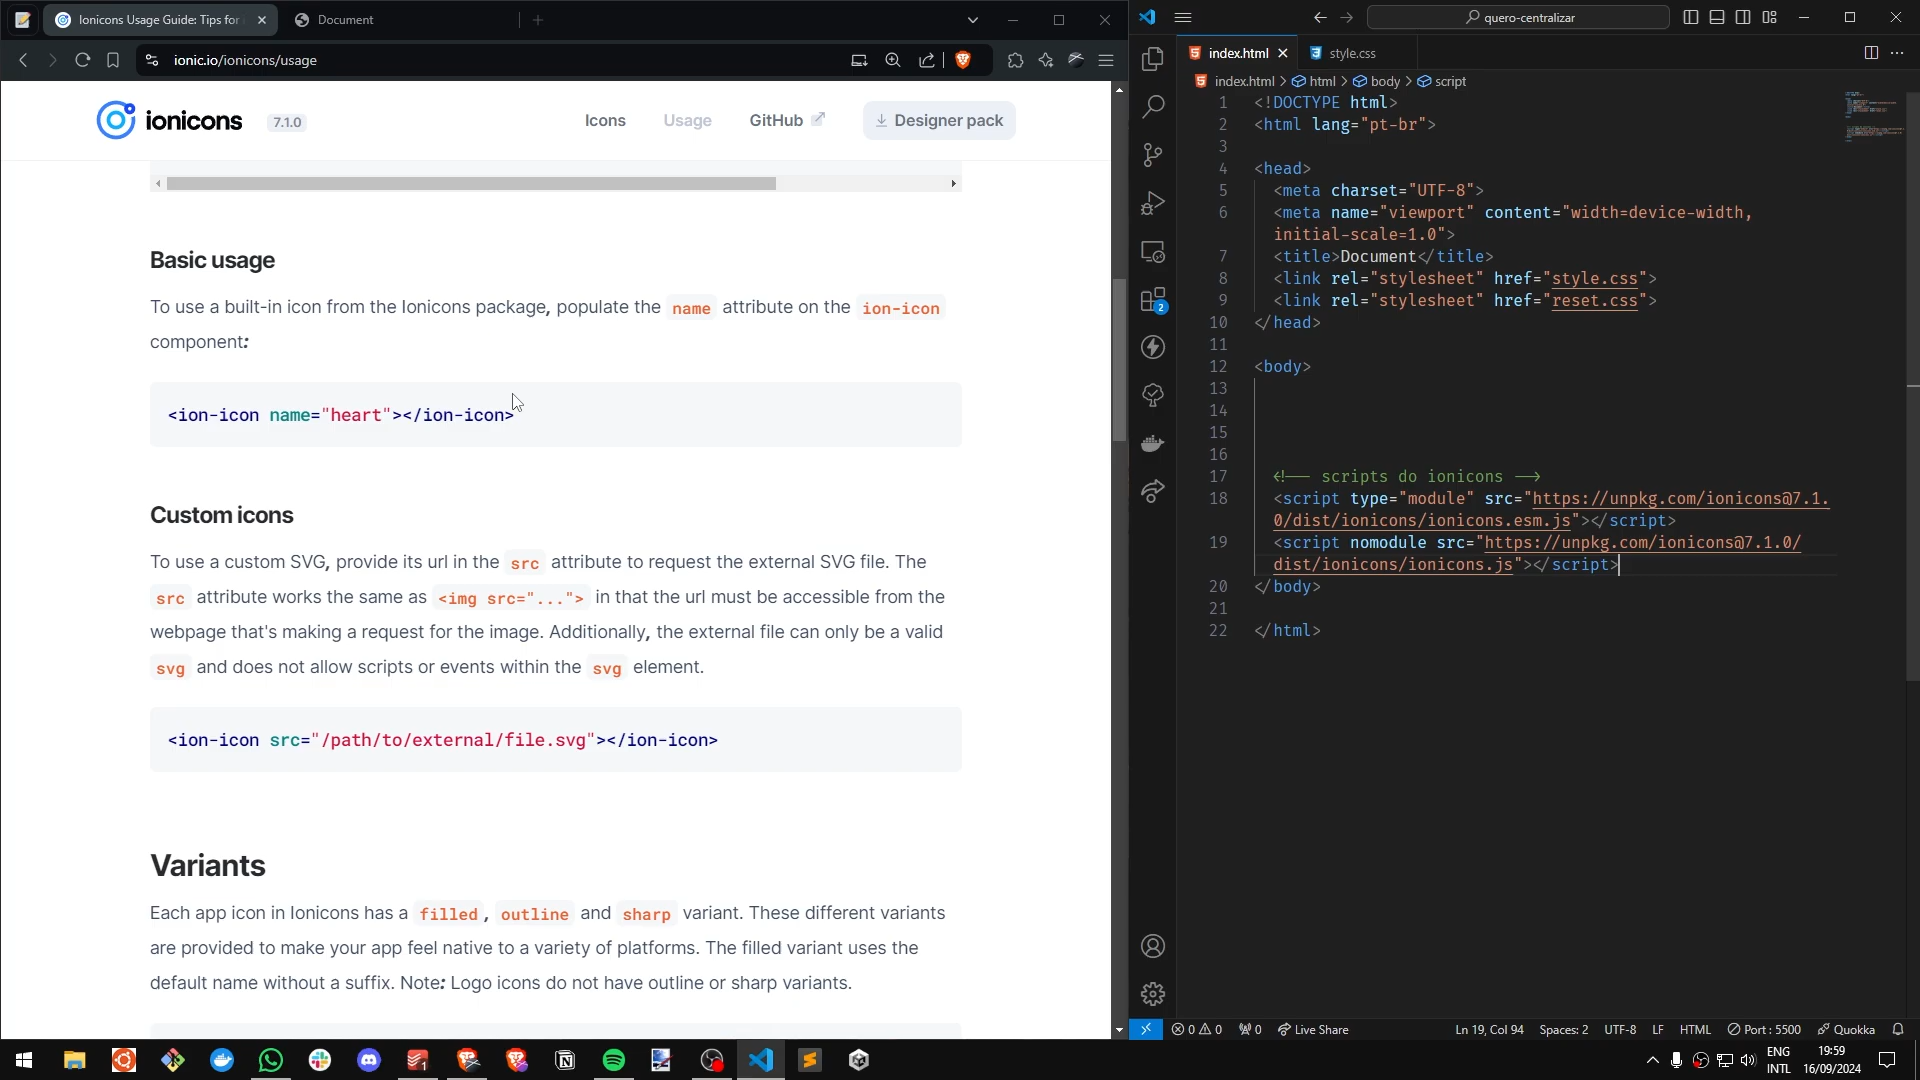 Ionicons Usage Guide: Tips for
Document
ionic.io/ionicons/usage
ionicons
7.1.0
Icons
Usage
GitHub
Designer pack
Basic usage
To use a built-in icon from the Ionicons package, populate the name attribute on the ion-icon
component:
<ion-icon name="heart"></ion-icon>
Custom icons
To use a custom SVG, provide its url in the src attribute to request the external SVG file. The
src attribute works the same as <img src="..."> in that the url must be accessible from the
webpage that's making a request for the image. Additionally, the external file can only be a valid
svg and does not allow scripts or events within the svg element.
<ion-icon src="/path/to/external/file.svg"></ion-icon>
Variants
Each app icon in Ionicons has a filled, outline and sharp variant. These different variants
are provided to make your app feel native to a variety of platforms. The filled variant uses the
default name without a suffix. Note: Logo icons do not have outline or sharp variants.
quero-centralizar
index.html
style.css
index.html > html > body > script
1 <!DOCTYPE html>
2 <html lang="pt-br">
3
4 <head>
5 <meta charset="UTF-8">
6 <meta name="viewport" content="width=device-width,
initial-scale=1.0">
7 <title>Document</title>
8 <link rel="stylesheet" href="style.css">
9 <link rel="stylesheet" href="reset.css">
10 </head>
11
12 <body>
13
14
15
16
17 <!-- scripts do ionicons -->
18 <script type="module" src="https://unpkg.com/ionicons@7.1.
0/dist/ionicons/ionicons.esm.js"></script>
19 <script nomodule src="https://unpkg.com/ionicons@7.1.0/
dist/ionicons/ionicons.js"></script>
20 </body>
21
22 </html>
2
0 0 0 Live Share Ln 19, Col 94 Spaces: 2 UTF-8 LF HTML Port : 5500 Quokka
1
ENG
INTL
19:59
16/09/2024